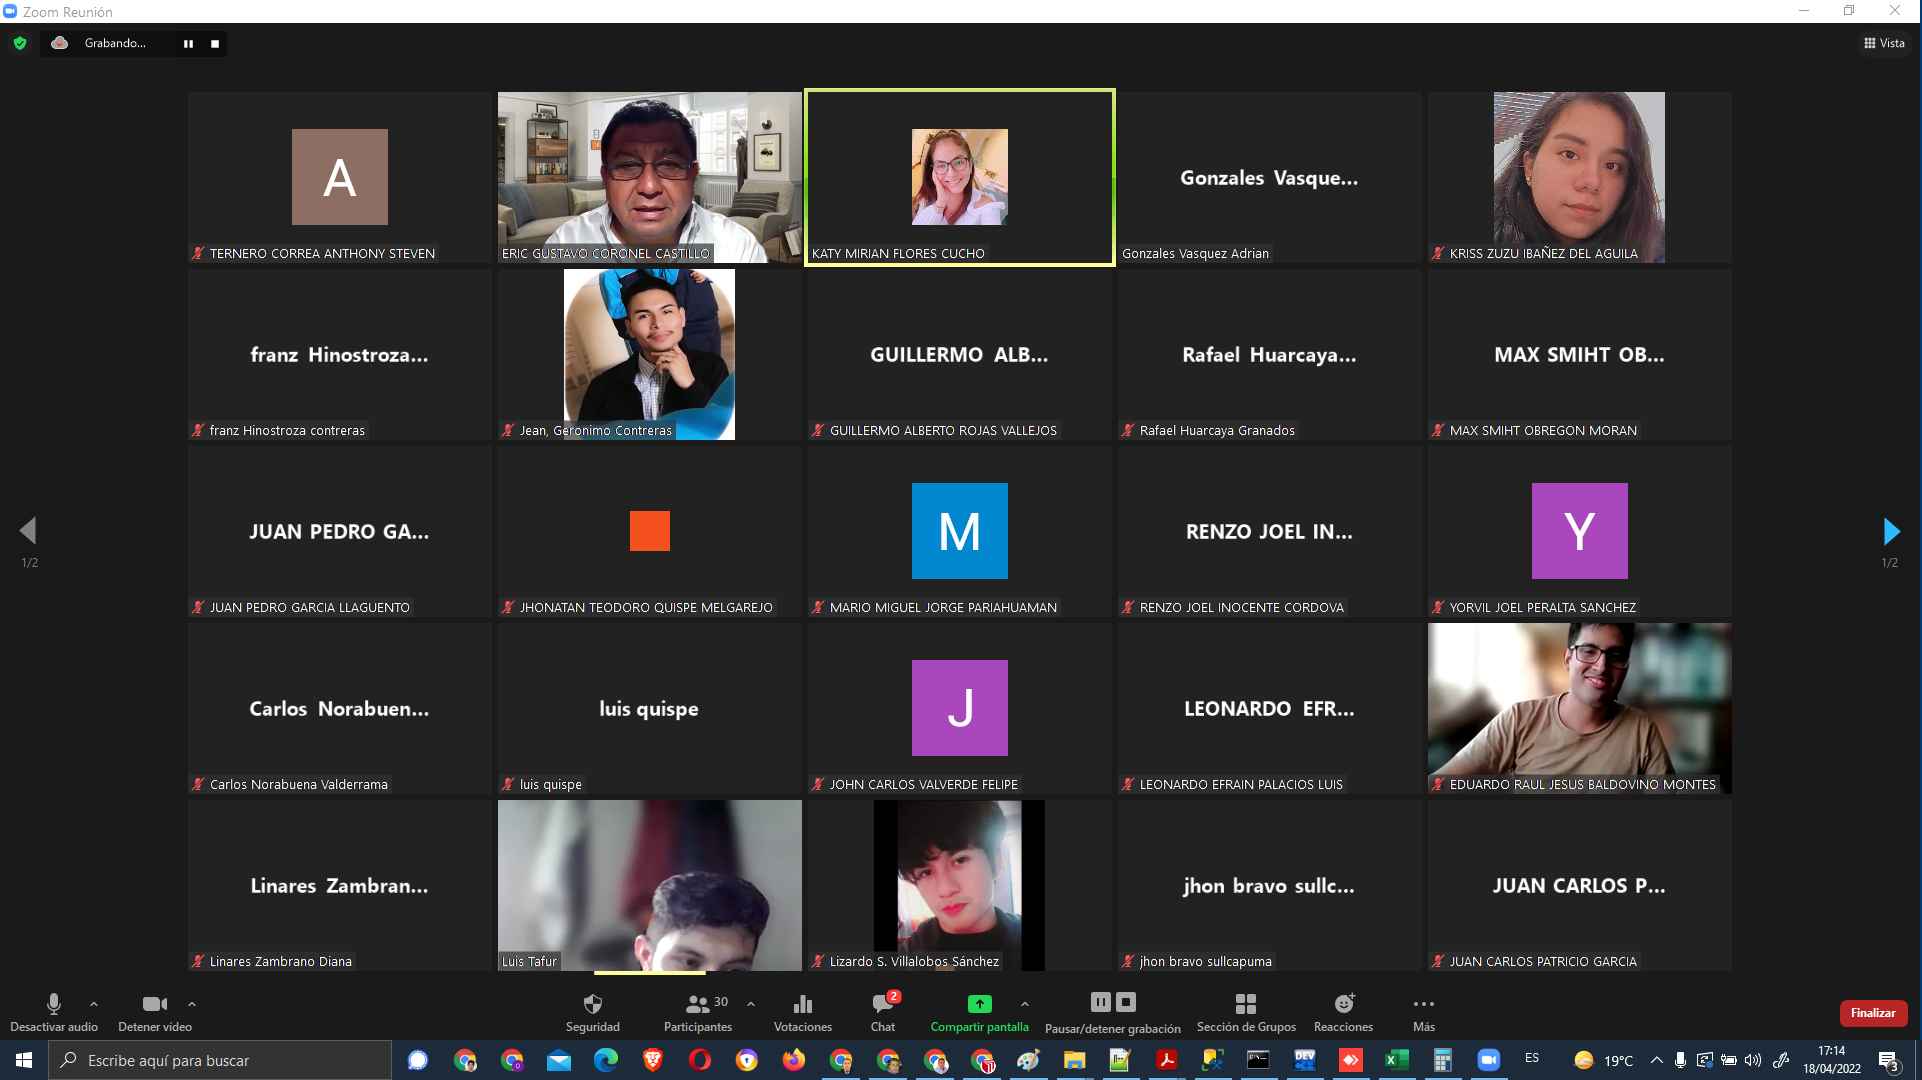 Zoom Reunión
Grabando...
Vista
A
TERNERO CORREA ANTHONY STEVEN
ERIC GUSTAVO CORONEL CASTILLO
KATY MIRIAN FLORES CUCHO
Gonzales Vasque...
Gonzales Vasquez Adrian
KRISS ZUZU IBAÑEZ DEL AGUILA
franz Hinostroza...
franz Hinostroza contreras
Jean, Geronimo Contreras
GUILLERMO ALB...
GUILLERMO ALBERTO ROJAS VALLEJOS
Rafael Huarcaya...
Rafael Huarcaya Granados
MAX SMIHT OB...
MAX SMIHT OBREGON MORAN
JUAN PEDRO GA...
JUAN PEDRO GARCIA LLAGUENTO
JHONATAN TEODORO QUISPE MELGAREJO
M
MARIO MIGUEL JORGE PARIAHUAMAN
RENZO JOEL IN...
RENZO JOEL INOCENTE CORDOVA
Y
YORVIL JOEL PERALTA SANCHEZ
1/2
1/2
Carlos Norabuen...
Carlos Norabuena Valderrama
luis quispe
luis quispe
J
JOHN CARLOS VALVERDE FELIPE
LEONARDO EFR...
LEONARDO EFRAIN PALACIOS LUIS
EDUARDO RAUL JESUS BALDOVINO MONTES
Linares Zambran...
Linares Zambrano Diana
Luis Tafur
Lizardo S. Villalobos Sánchez
jhon bravo sullc...
jhon bravo sullcapuma
JUAN CARLOS P...
JUAN CARLOS PATRICIO GARCIA
Desactivar audio
Detener vídeo
Seguridad
30
Participantes
Votaciones
2
Chat
Compartir pantalla
Pausar/detener grabación
Sección de Grupos
Reacciones
Más
Finalizar
Escribe aquí para buscar
DEV
ES
19°C
17:14
18/04/2022
3